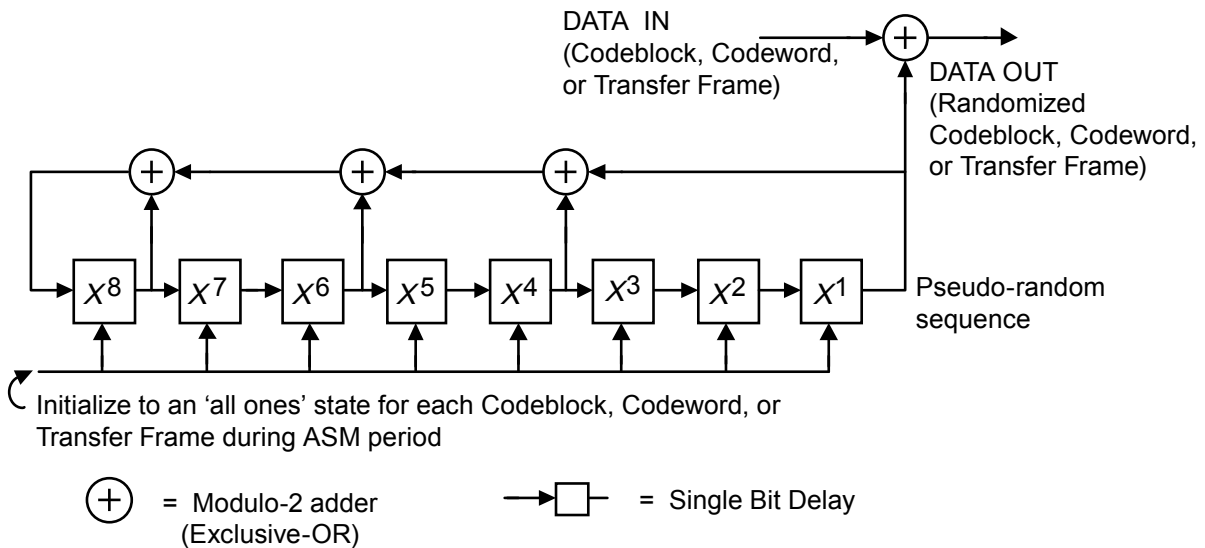 DATA IN
(Codeblock, Codeword,
or Transfer Frame)
DATA OUT
(Randomized
Codeblock, Codeword,
or Transfer Frame)
+
+
+
+
X8
X7
X6
X5
X4
X3
X2
X1
Pseudo-random
sequence
Initialize to an ‘all ones’ state for each Codeblock, Codeword, or
Transfer Frame during ASM period
+
= Modulo-2 adder
(Exclusive-OR)
= Single Bit Delay